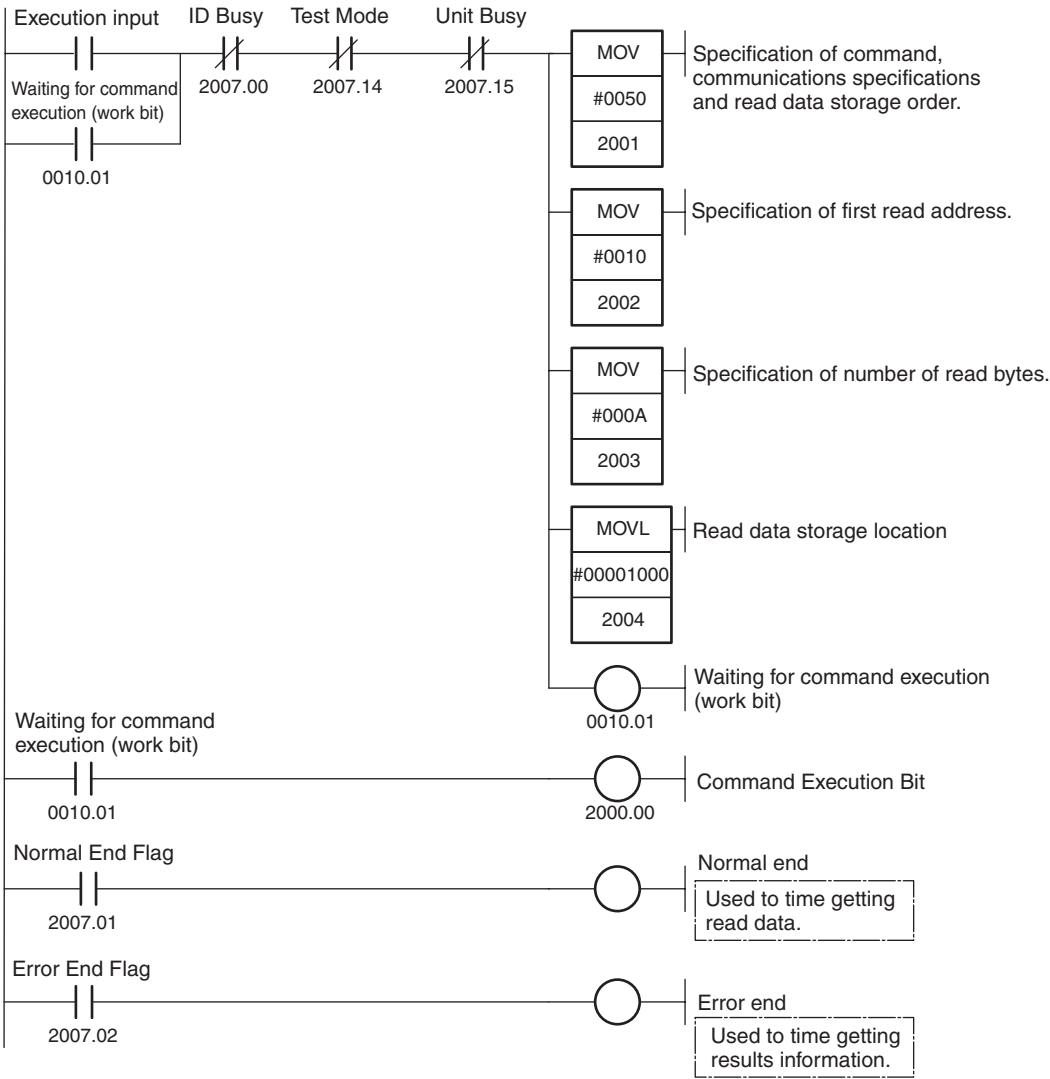 Execution input
ID Busy
Test Mode
Unit Busy
2007.00
2007.14
2007.15
Waiting for command
execution (work bit)
0010.01
MOV
#0050
2001
Specification of command,
communications specifications
and read data storage order.
MOV
#0010
2002
Specification of first read address.
MOV
#000A
2003
Specification of number of read bytes.
MOVL
#00001000
2004
Read data storage location
0010.01
Waiting for command execution
(work bit)
Waiting for command
execution (work bit)
0010.01
2000.00
Command Execution Bit
Normal End Flag
2007.01
Normal end
Used to time getting
read data.
Error End Flag
2007.02
Error end
Used to time getting
results information.